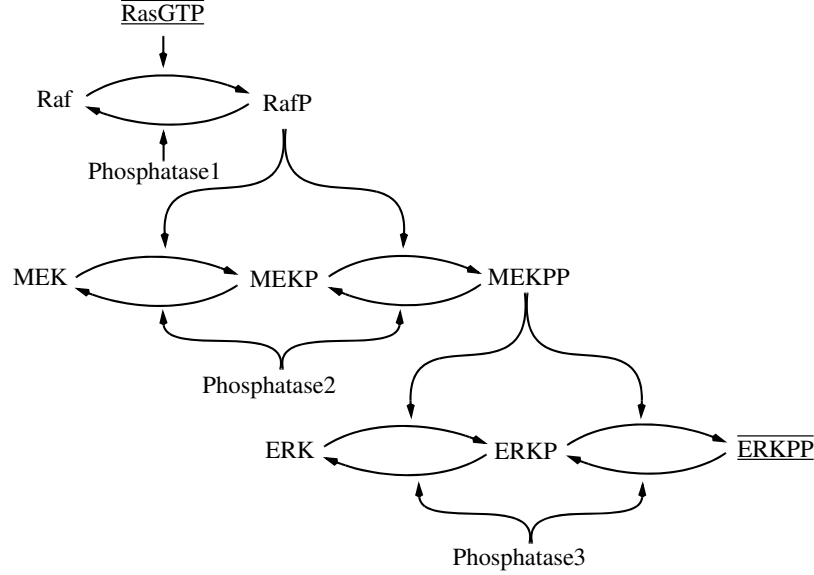 RasGTP
Raf
RafP
Phosphatase1
MEK
MEKP
MEKPP
Phosphatase2
ERK
ERKP
ERKPP
Phosphatase3